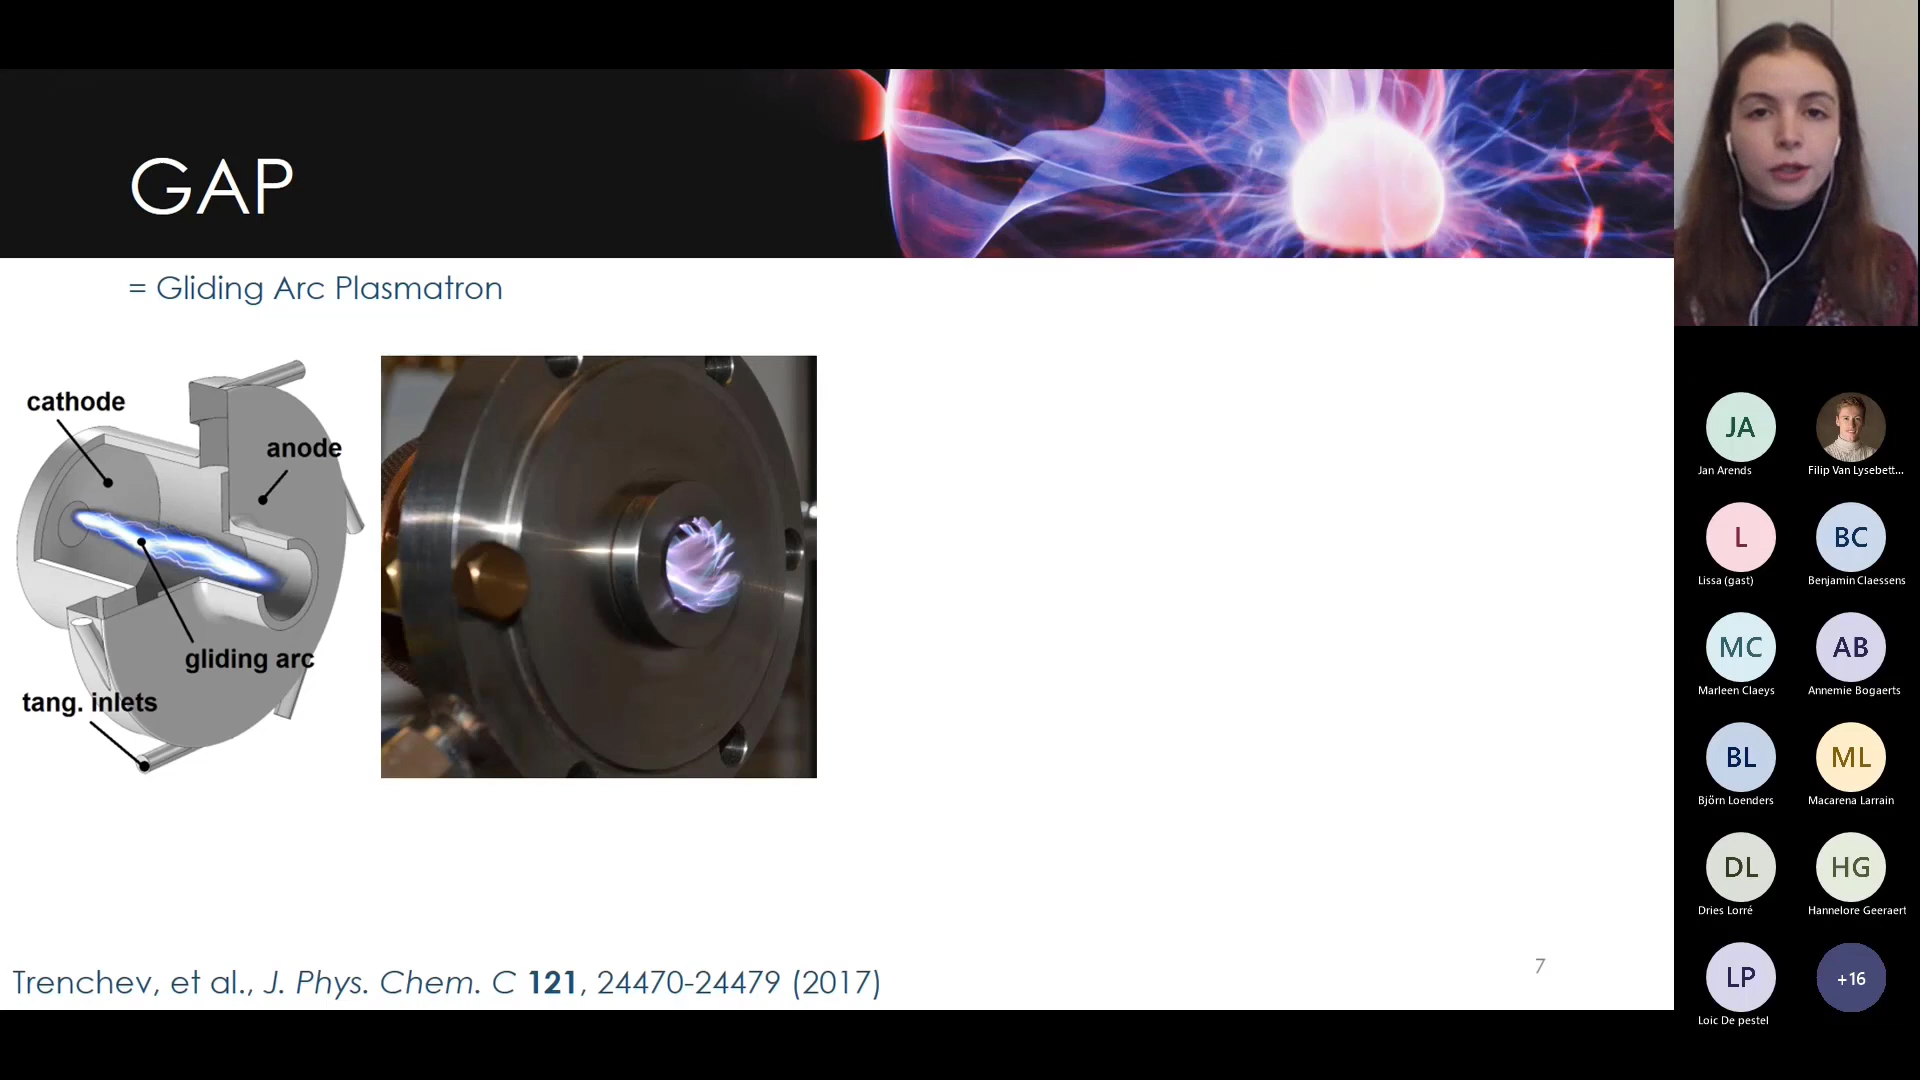 GAP
= Gliding Arc Plasmatron
cathode
anode
gliding arc
tang. inlets
Trenchev, et al., J. Phys. Chem. C 121, 24470-24479 (2017)
7
JA
Jan Arends
Filip Van Lysebett...
L
Lissa (gast)
BC
Benjamin Claessens
MC
Marleen Claeys
AB
Annemie Bogaerts
BL
Björn Loenders
ML
Macarena Larrain
DL
Dries Lorré
HG
Hannelore Geeraert
LP
Loic De pestel
+16